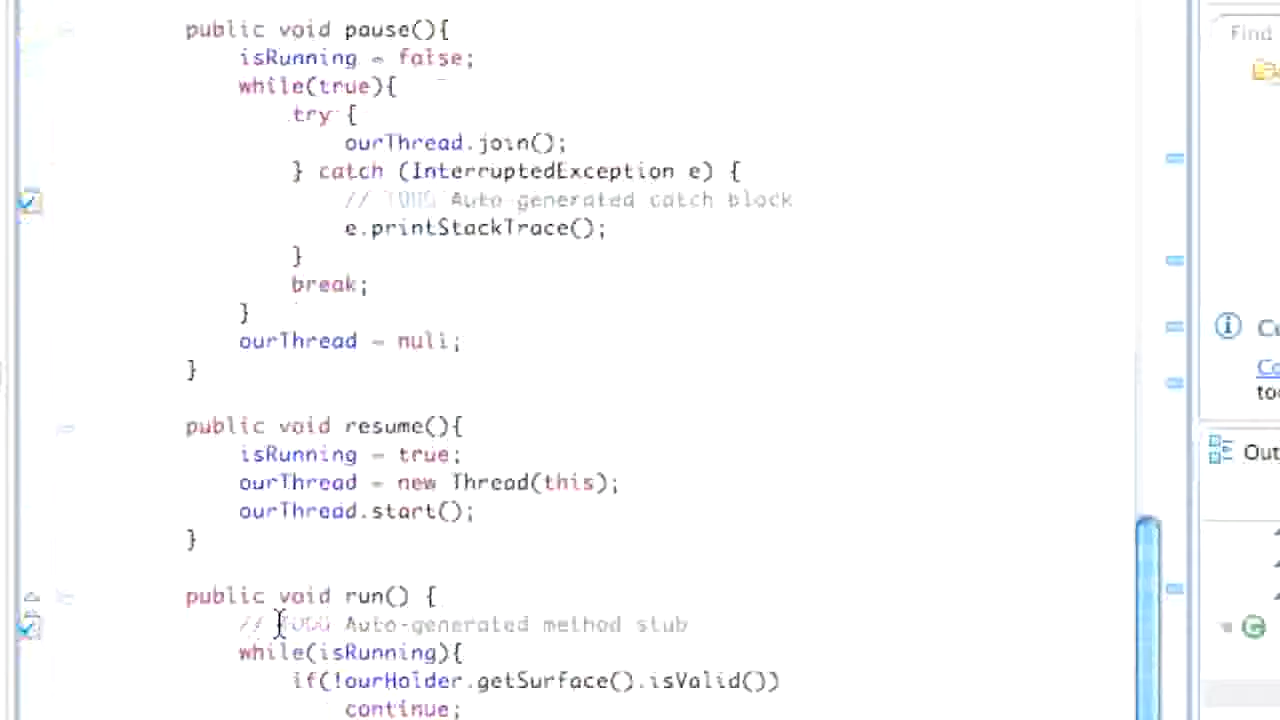 public void pause(){
isRunning = false;
while(true){
try {
ourThread.join();
} catch (InterruptedException e) {
// TODO Auto-generated catch block
e.printStackTrace();
}
break;
}
ourThread = null;
}
public void resume(){
isRunning = true;
ourThread = new Thread(this);
ourThread.start();
}
public void run() {
// TODO Auto-generated method stub
while(isRunning){
if(!ourHolder.getSurface().isValid())
continue;
Find
Out